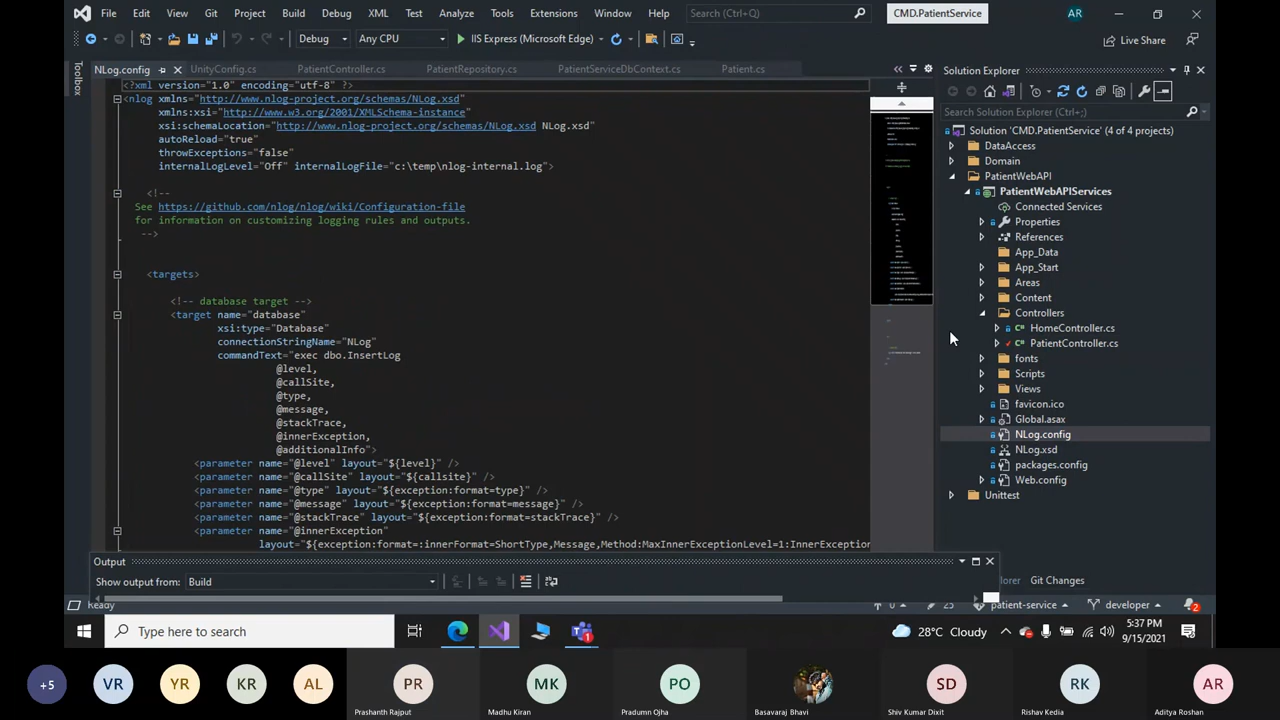 File Edit View Git Project Build Debug XML Test Analyze Tools Extensions Window Help Search (Ctrl+Q) CMD.PatientService AR
Debug Any CPU IIS Express (Microsoft Edge) Live Share
Toolbox
NLog.config UnityConfig.cs PatientController.cs PatientRepository.cs PatientServiceDbContext.cs Patient.cs
<?xml version="1.0" encoding="utf-8" ?>
<nlog xmlns="http://www.nlog-project.org/schemas/NLog.xsd"
xmlns:xsi="http://www.w3.org/2001/XMLSchema-instance"
xsi:schemaLocation="http://www.nlog-project.org/schemas/NLog.xsd NLog.xsd"
autoReload="true"
throwExceptions="false"
internalLogLevel="Off" internalLogFile="c:\temp\nlog-internal.log">
<!--
See https://github.com/nlog/nlog/wiki/Configuration-file
for information on customizing logging rules and outputs.
-->
<targets>
<!-- database target -->
<target name="database"
xsi:type="Database"
connectionStringName="NLog"
commandText="exec dbo.InsertLog
@level,
@callSite,
@type,
@message,
@stackTrace,
@innerException,
@additionalInfo">
<parameter name="@level" layout="${level}" />
<parameter name="@callSite" layout="${callsite}" />
<parameter name="@type" layout="${exception:format=type}" />
<parameter name="@message" layout="${exception:format=message}" />
<parameter name="@stackTrace" layout="${exception:format=stackTrace}" />
<parameter name="@innerException"
layout="${exception:format=:innerFormat=ShortType,Message,Method:MaxInnerExceptionLevel=1:InnerException
Solution Explorer
Search Solution Explorer (Ctrl+;)
Solution 'CMD.PatientService' (4 of 4 projects)
DataAccess
Domain
PatientWebAPI
PatientWebAPIServices
Connected Services
Properties
References
App_Data
App_Start
Areas
Content
Controllers
HomeController.cs
PatientController.cs
fonts
Scripts
Views
favicon.ico
Global.asax
NLog.config
NLog.xsd
packages.config
Web.config
Unittest
Output
Show output from: Build
lorer Git Changes
Ready 0 25 patient-service developer 2
Type here to search 1 28°C Cloudy 5:37 PM
9/15/2021
+5 VR YR KR AL PR MK PO SD RK AR
Prashanth Rajput Madhu Kiran Pradumn Ojha Basavaraj Bhavi Shiv Kumar Dixit Rishav Kedia Aditya Roshan